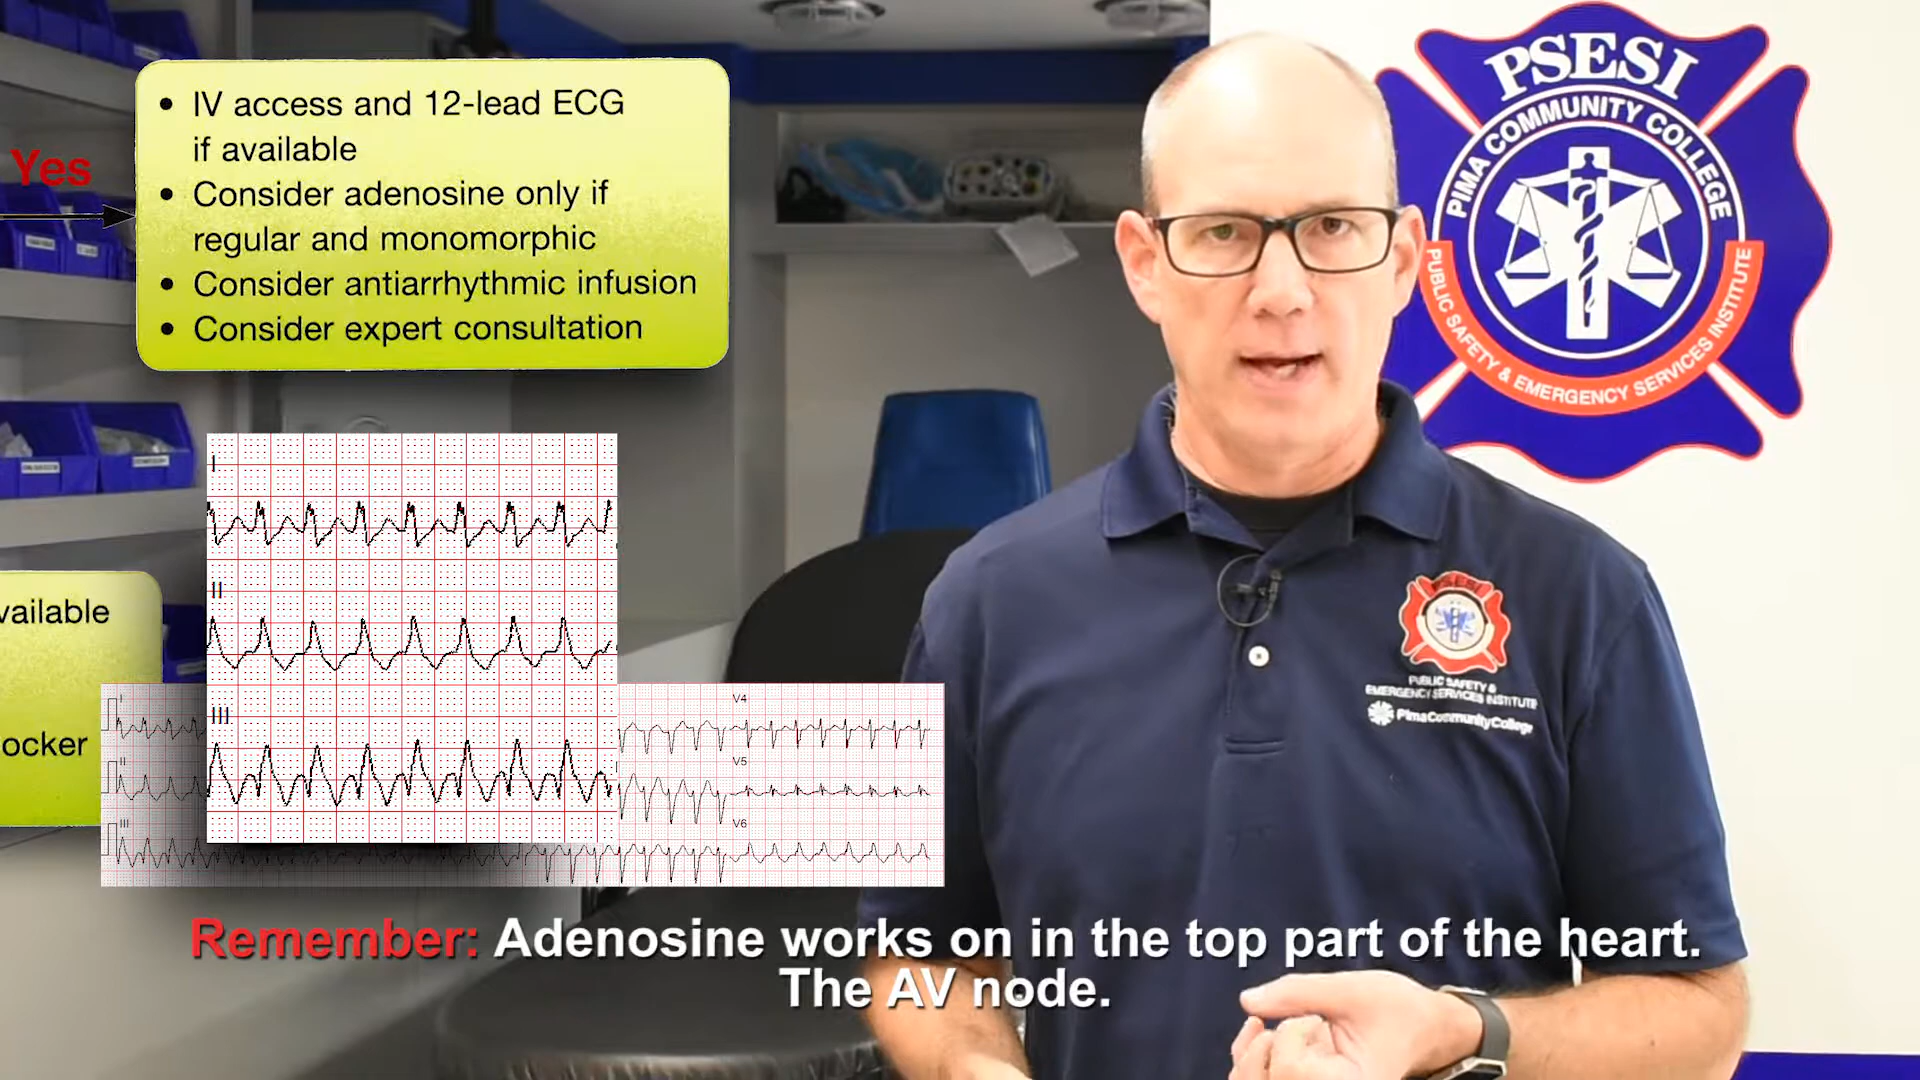 Yes
• IV access and 12-lead ECG
if available
• Consider adenosine only if
regular and monomorphic
• Consider antiarrhythmic infusion
• Consider expert consultation
vailable
ocker
I
II
III
I
II
III
V4
V5
V6
PSESI
PIMA COMMUNITY COLLEGE
PUBLIC SAFETY & EMERGENCY SERVICES INSTITUTE
PSESI
PUBLIC SAFETY &
EMERGENCY SERVICES INSTITUTE
PimaCommunityCollege
Remember: Adenosine works on in the top part of the heart.
The AV node.